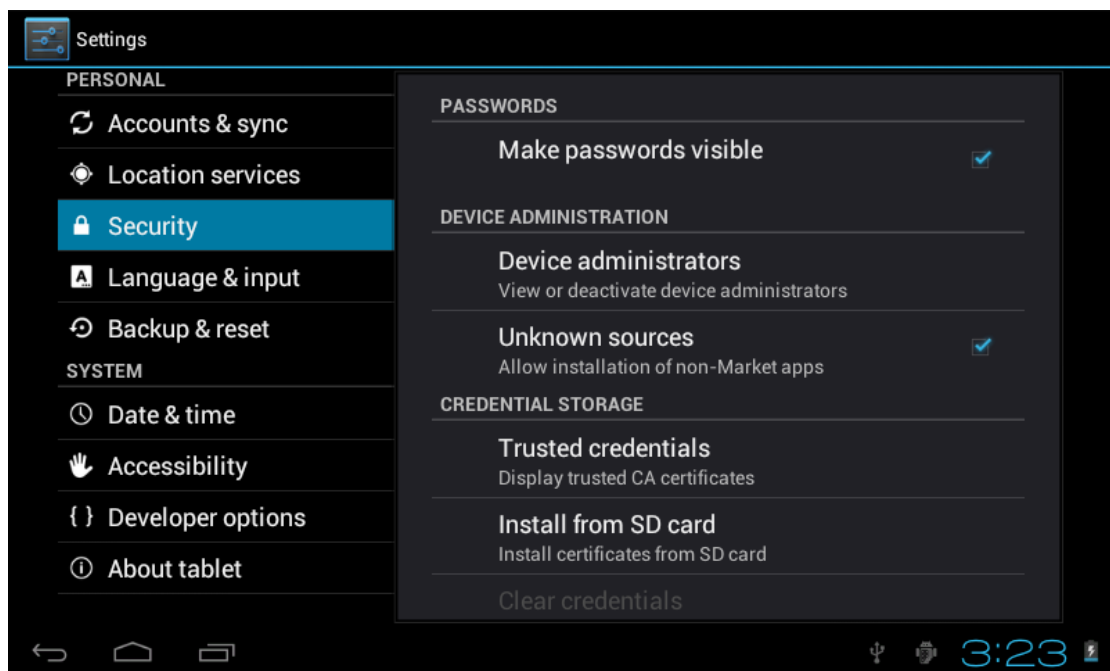 Settings
PERSONAL
Accounts & sync
Location services
Security
Language & input
Backup & reset
SYSTEM
Date & time
Accessibility
{ } Developer options
About tablet
PASSWORDS
Make passwords visible
DEVICE ADMINISTRATION
Device administrators
View or deactivate device administrators
Unknown sources
Allow installation of non-Market apps
CREDENTIAL STORAGE
Trusted credentials
Display trusted CA certificates
Install from SD card
Install certificates from SD card
Clear credentials
3:23